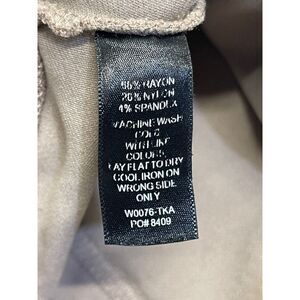 RAYON
NYLON
4% SPANDEX
MACHINE WASH
COLD
WITH LIKE
COLORS
LAY FLAT TO DRY
COOL IRON ON
WRONG SIDE
ONLY
W0076-TKA
PO# 8409